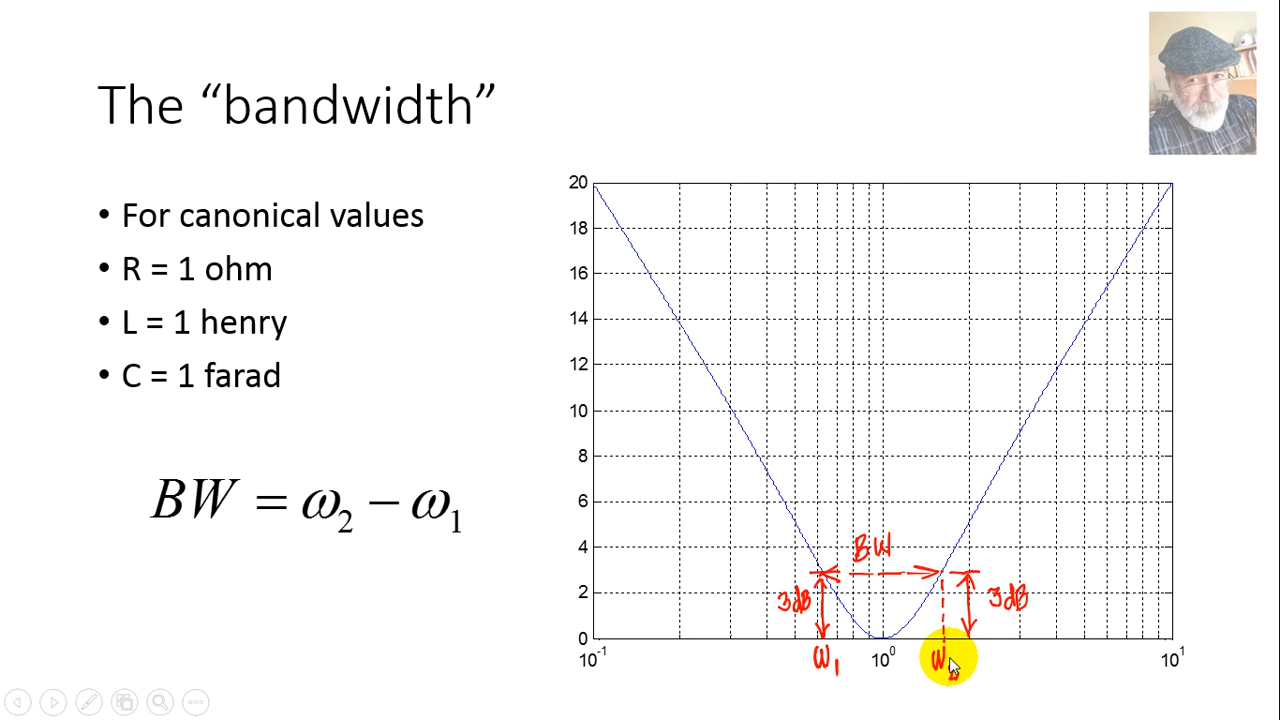 The “bandwidth”
• For canonical values
• R = 1 ohm
• L = 1 henry
• C = 1 farad
BW = ω₂ − ω₁
20
18
16
14
12
10
8
6
4
2
0
BW
3dB
3dB
10⁻¹
10⁰
10¹
ω₁
ω₂